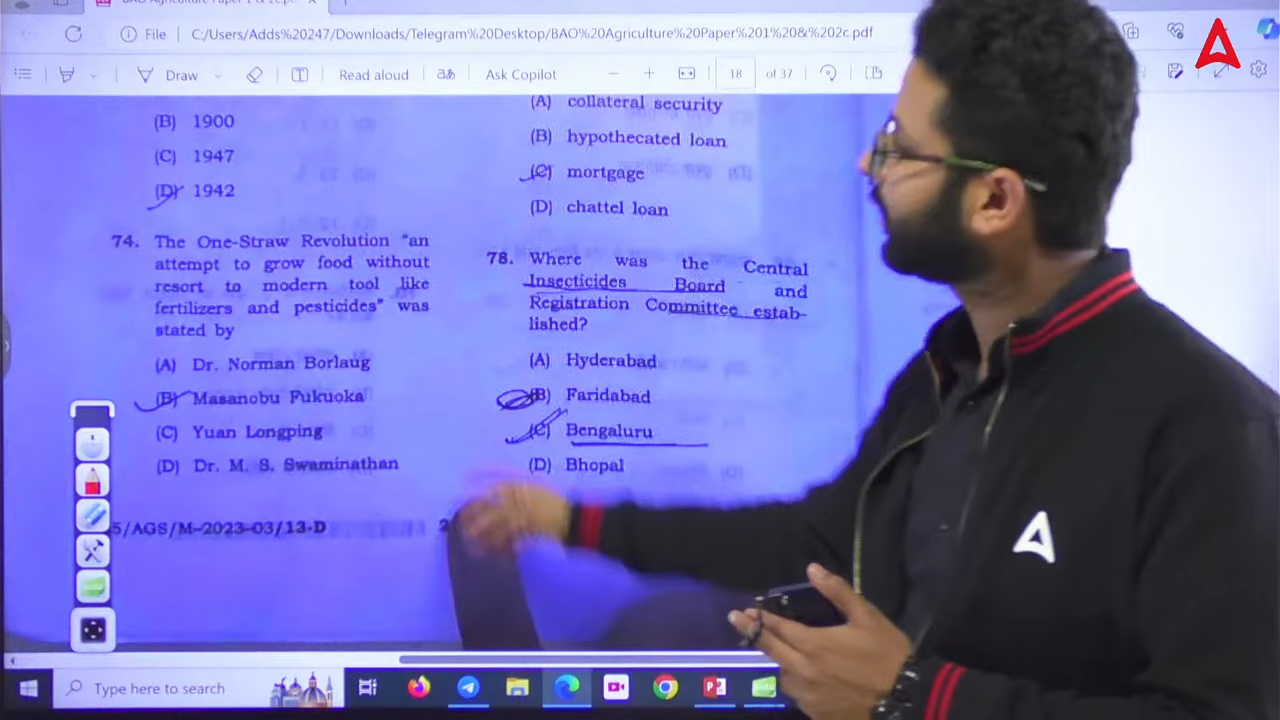 File
C:/Users/Adds%20247/Downloads/Telegram%20Desktop/BAO%20Agriculture%20Paper%201%20&%202c.pdf
Draw
Read aloud
Ask Copilot
18 of 37
(B) 1900
(C) 1947
(D) 1942
74. The One-Straw Revolution "an
attempt to grow food without
resort to modern tool like
fertilizers and pesticides" was
stated by
(A) Dr. Norman Borlaug
(B) Masanobu Fukuoka
(C) Yuan Longping
(D) Dr. M. S. Swaminathan
5/AGS/M-2023-03/13-D
2
(A) collateral security
(B) hypothecated loan
(C) mortgage
(D) chattel loan
78. Where was the Central
Insecticides Board and
Registration Committee estab-
lished?
(A) Hyderabad
(B) Faridabad
(C) Bengaluru
(D) Bhopal
Type here to search